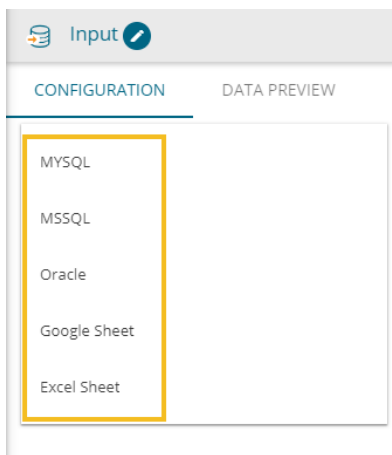 Input
CONFIGURATION DATA PREVIEW
MYSQL
MSSQL
Oracle
Google Sheet
Excel Sheet